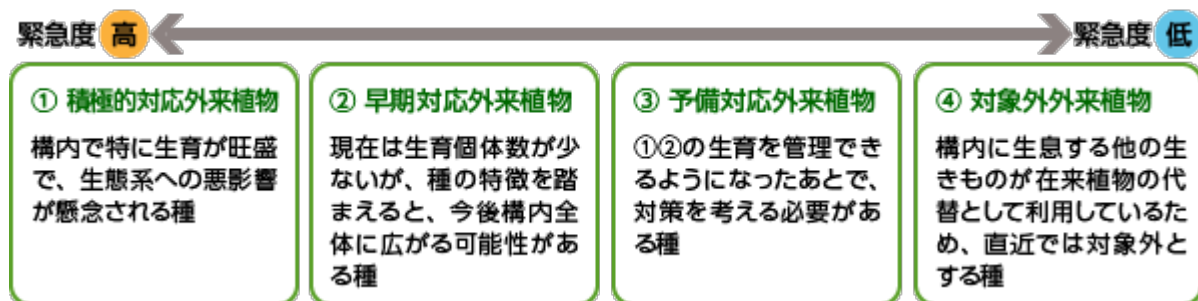 緊急度 高
緊急度 低
① 積極的対応外来植物
構内で特に生育が旺盛
で、生態系への悪影響
が懸念される種
② 早期対応外来植物
現在は生育個体数が少
ないが、種の特徴を踏
まえると、今後構内全
体に広がる可能性があ
る種
③ 予備対応外来植物
①②の生育を管理でき
るようになったあとで、
対策を考える必要があ
る種
④ 対象外外来植物
構内に生息する他の生
きものが在来植物の代
替として利用しているた
め、直近では対象外と
する種